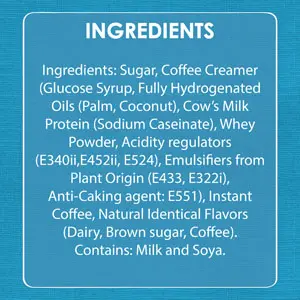 INGREDIENTS
Ingredients: Sugar, Coffee Creamer
(Glucose Syrup, Fully Hydrogenated
Oils (Palm, Coconut), Cow's Milk
Protein (Sodium Caseinate), Whey
Powder, Acidity regulators
(E340ii,E452ii, E524), Emulsifiers from
Plant Origin (E433, E322i),
Anti-Caking agent: E551), Instant
Coffee, Natural Identical Flavors
(Dairy, Brown sugar, Coffee).
Contains: Milk and Soya.